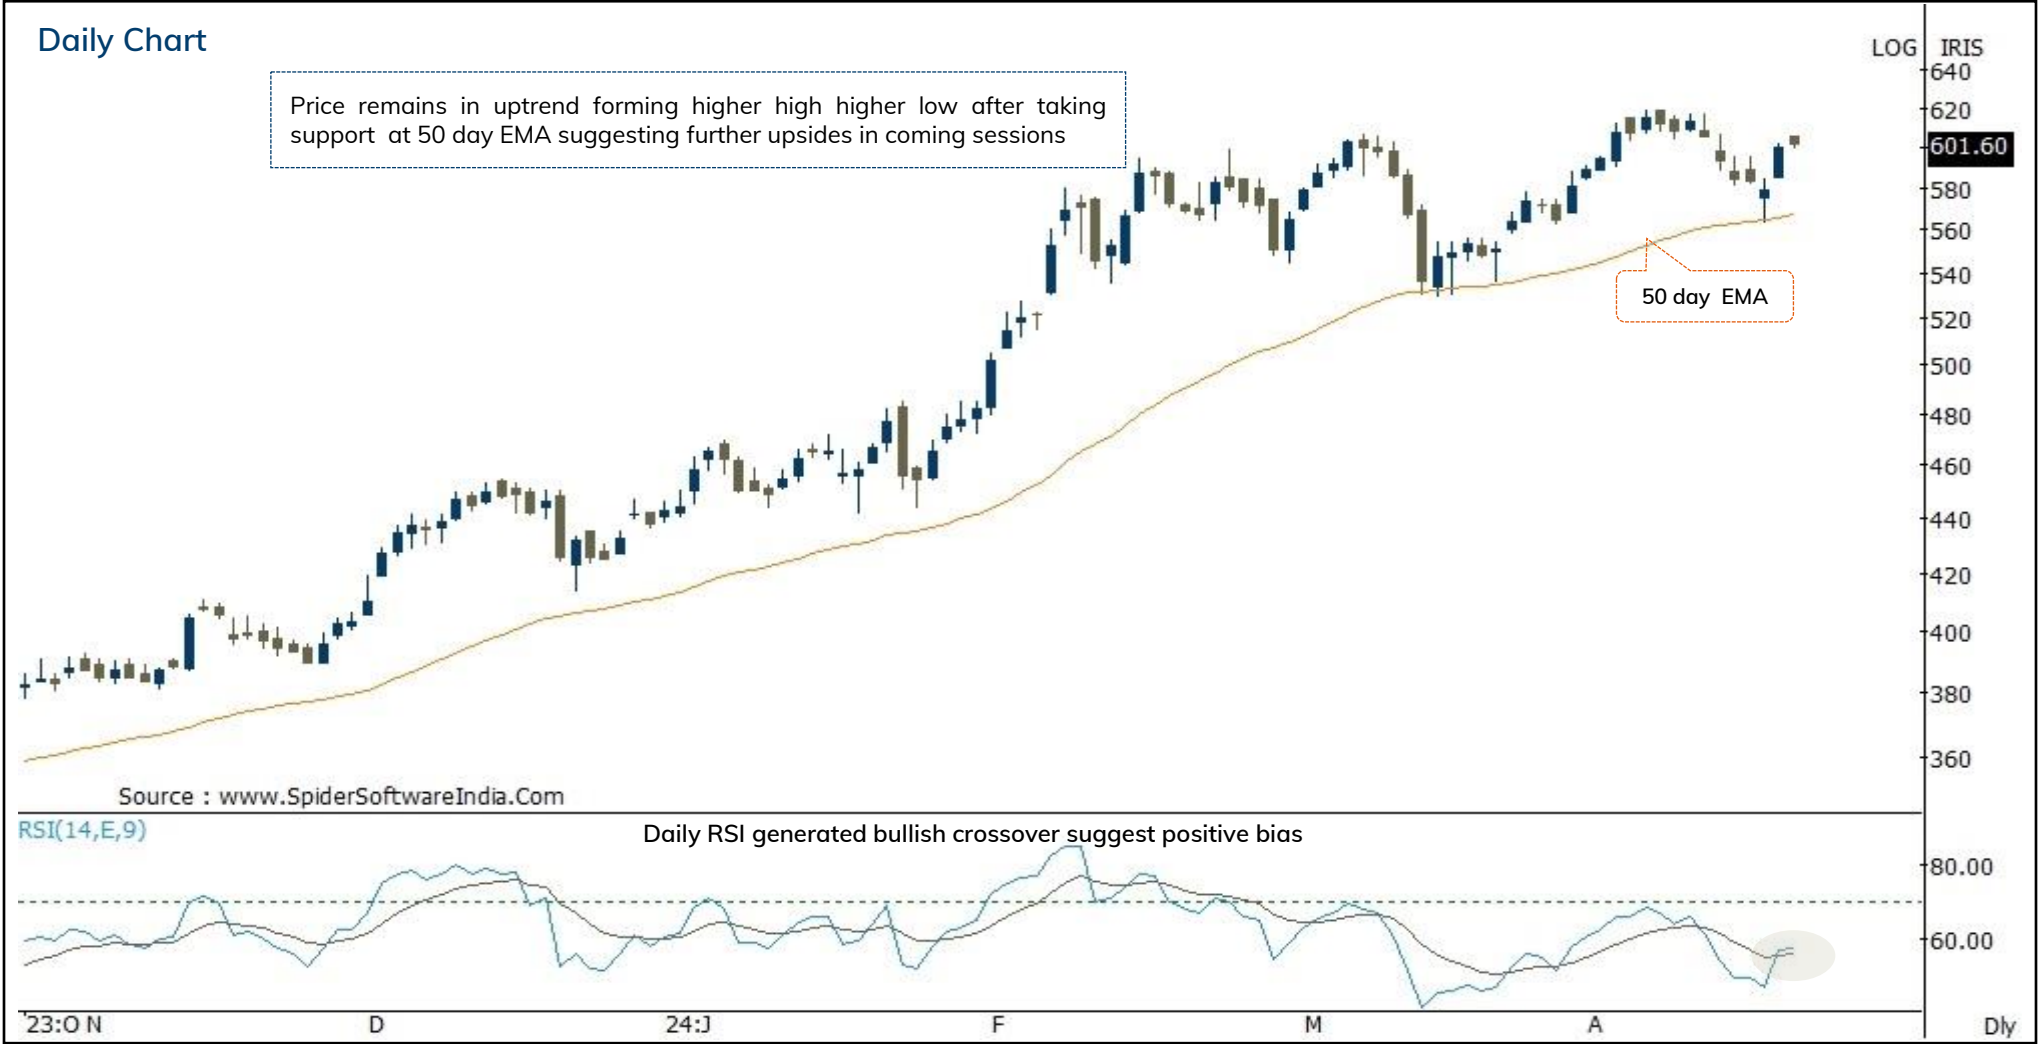 Daily Chart
LOG IRIS
Price remains in uptrend forming higher high higher low after taking
support at 50 day EMA suggesting further upsides in coming sessions
640
620
601.60
580
560
540
520
500
480
460
440
420
400
380
360
50 day EMA
Source : www.SpiderSoftwareIndia.Com
RSI(14,E,9)
Daily RSI generated bullish crossover suggest positive bias
80.00
60.00
'23:O N D 24:J F M A Dly